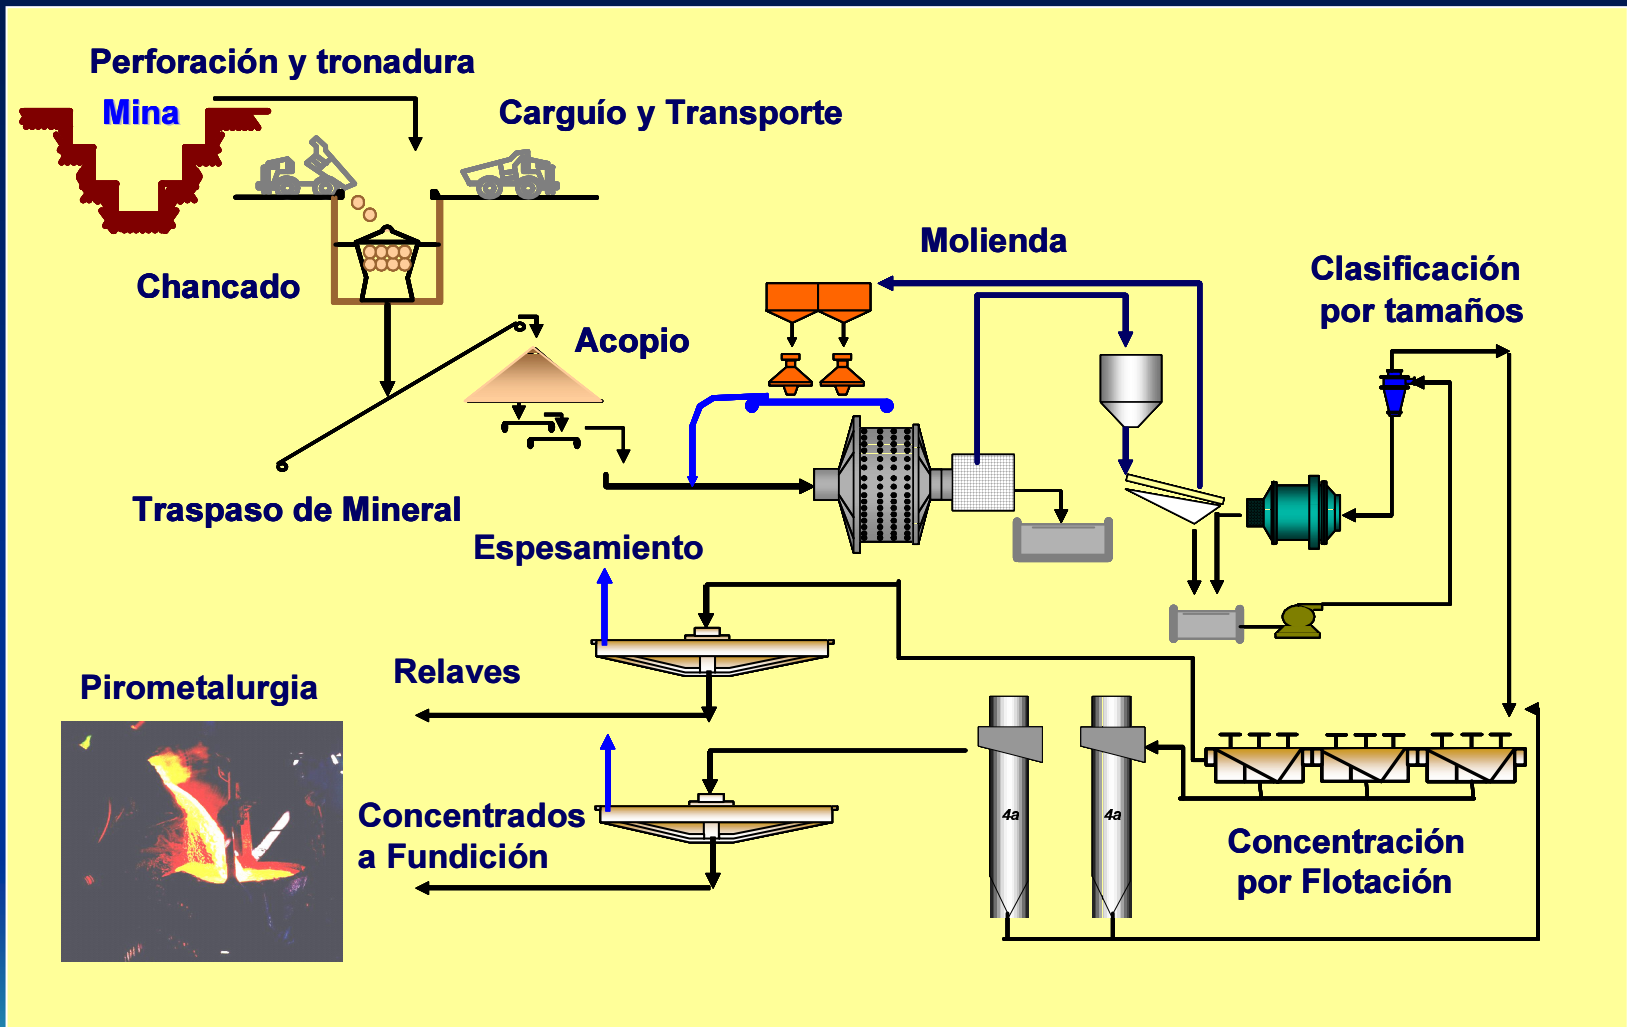 Perforación y tronadura
Mina
Carguío y Transporte
Molienda
Clasificación
por tamaños
Chancado
Acopio
Traspaso de Mineral
Espesamiento
Relaves
Pirometalurgia
Concentrados
a Fundición
4a
4a
Concentración
por Flotación